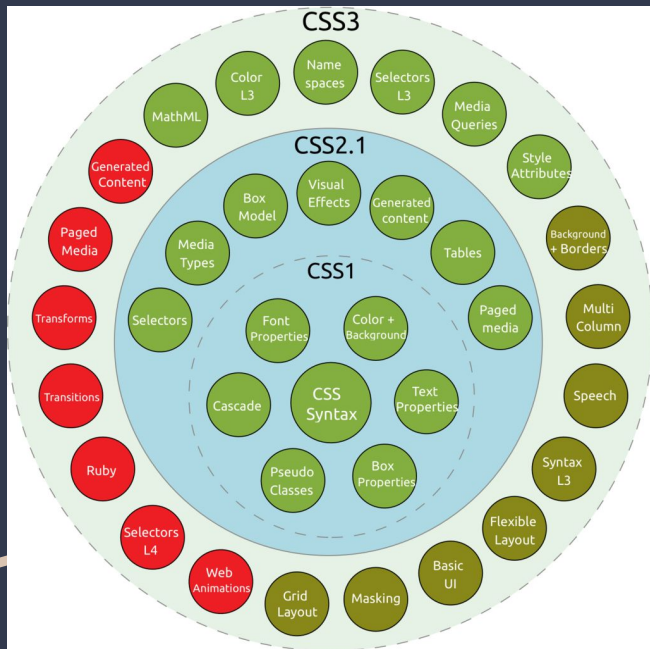 CSS3
Name
spaces
Selectors
L3
Media
Queries
Style
Attributes
Background
+ Borders
Multi
Column
Speech
Syntax
L3
Flexible
Layout
Basic
UI
Masking
Grid
Layout
Web
Animations
Selectors
L4
Ruby
Transitions
Transforms
Paged
Media
Generated
Content
MathML
Color
L3
CSS2.1
Selectors
Media
Types
Box
Model
Visual
Effects
Generated
content
Tables
Paged
media
CSS1
Font
Properties
Color +
Background
Cascade
CSS
Syntax
Text
Properties
Pseudo
Classes
Box
Properties